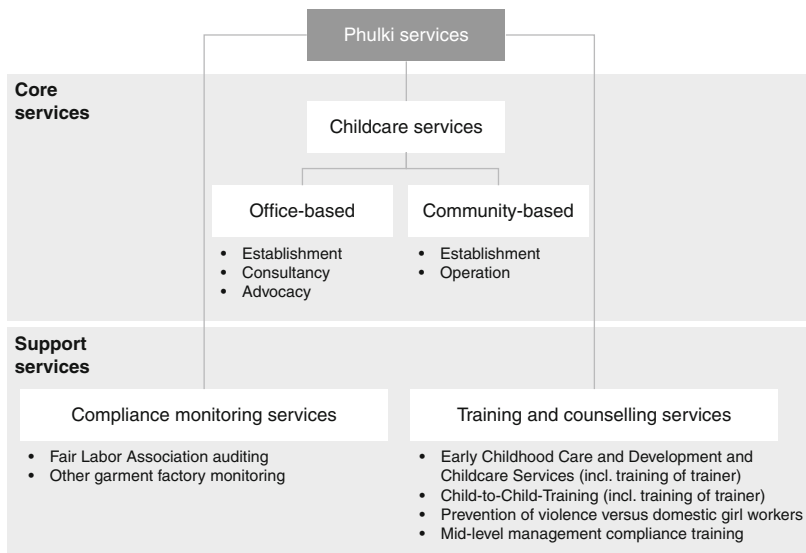 Phulki services
Core
services
Childcare services
Office-based
• Establishment
• Consultancy
• Advocacy
Community-based
• Establishment
• Operation
Support
services
Compliance monitoring services
• Fair Labor Association auditing
• Other garment factory monitoring
Training and counselling services
• Early Childhood Care and Development and
Childcare Services (incl. training of trainer)
• Child-to-Child-Training (incl. training of trainer)
• Prevention of violence versus domestic girl workers
• Mid-level management compliance training